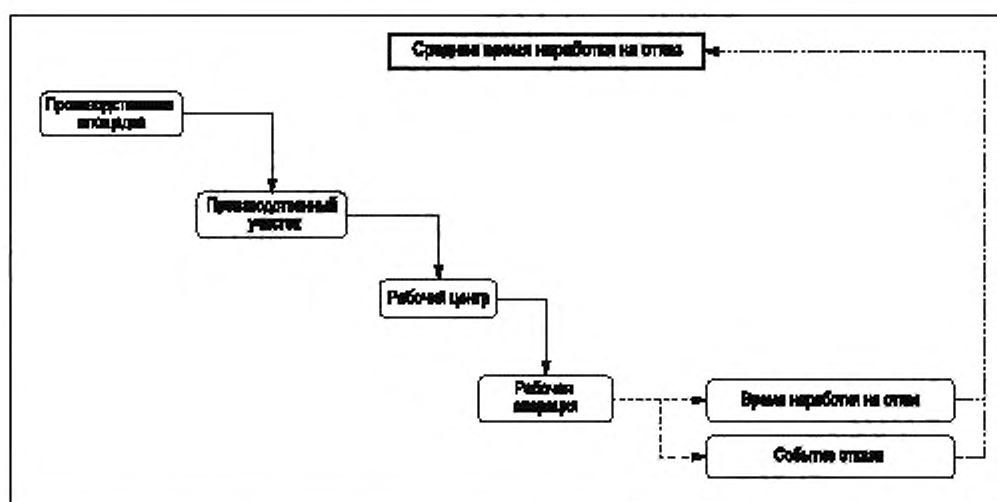 Среднее время наработки на отказ
Производственная
площадка
Производственный
участок
Рабочий центр
Рабочая
операция
Время наработки на отказ
Событие отказа